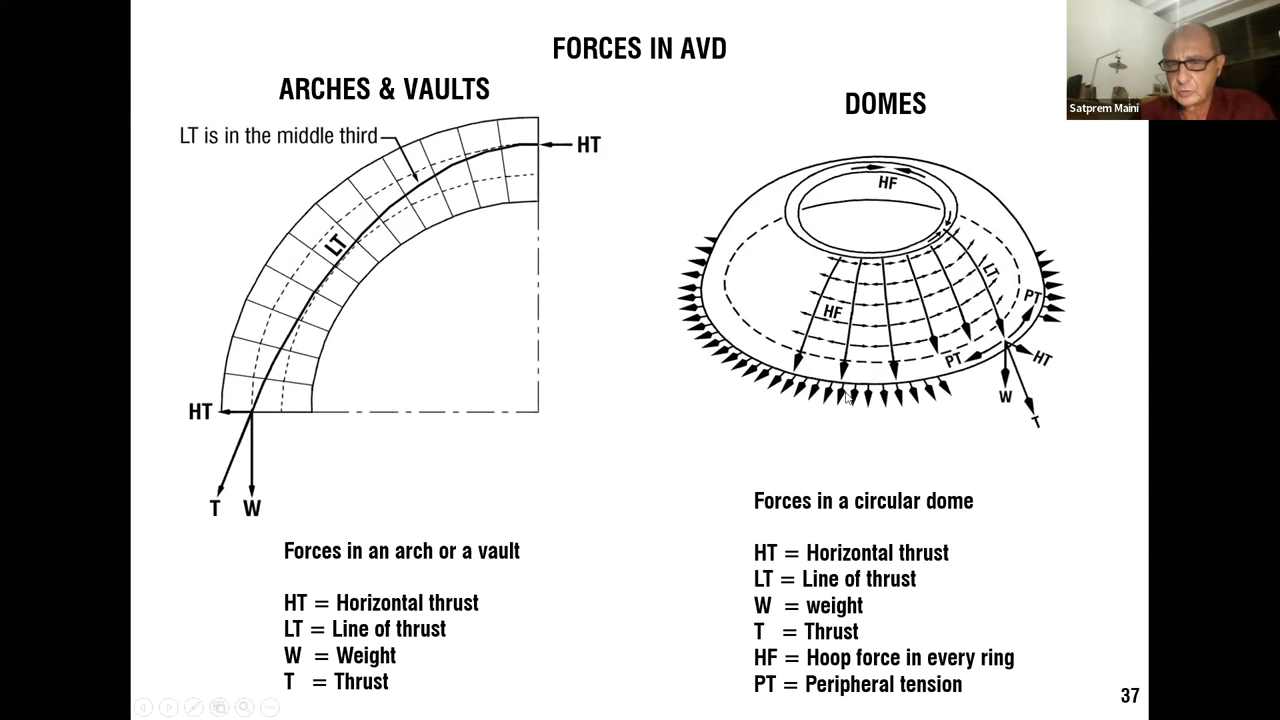 FORCES IN AVD
Satprem Maini
ARCHES & VAULTS
LT is in the middle third
HT
LT
HT
T
W
Forces in an arch or a vault
HT = Horizontal thrust
LT = Line of thrust
W = Weight
T = Thrust
DOMES
HF
LT
HF
PT
PT
HT
W
T
Forces in a circular dome
HT = Horizontal thrust
LT = Line of thrust
W = weight
T = Thrust
HF = Hoop force in every ring
PT = Peripheral tension
37